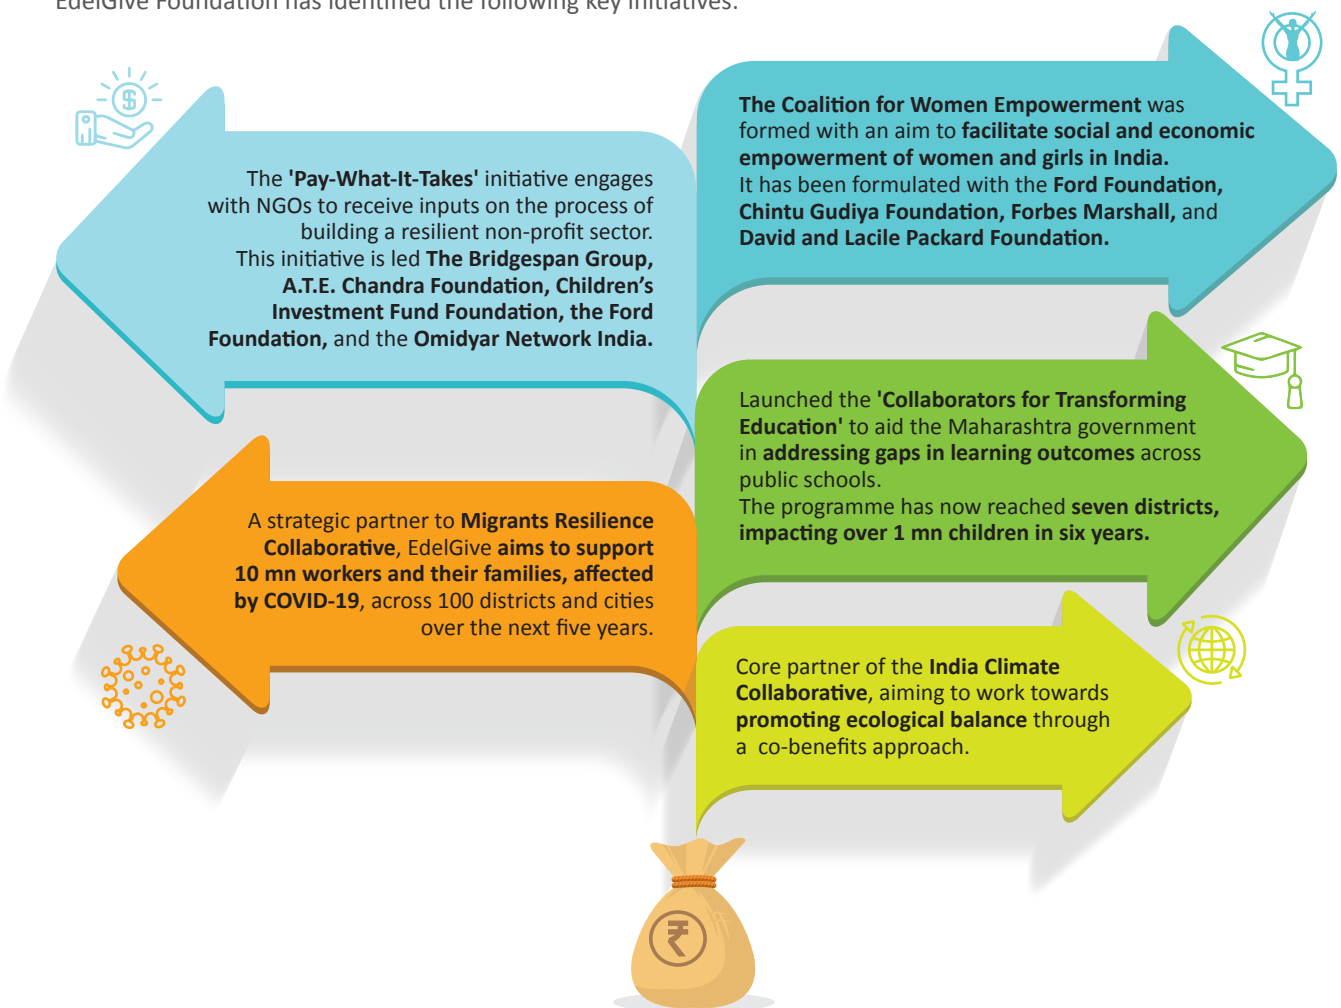 EdelGive Foundation has identified the following key initiatives:
The 'Pay-What-It-Takes' initiative engages
with NGOs to receive inputs on the process of
building a resilient non-profit sector.
This initiative is led The Bridgespan Group,
A.T.E. Chandra Foundation, Children's
Investment Fund Foundation, the Ford
Foundation, and the Omidyar Network India.
The Coalition for Women Empowerment was
formed with an aim to facilitate social and economic
empowerment of women and girls in India.
It has been formulated with the Ford Foundation,
Chintu Gudiya Foundation, Forbes Marshall, and
David and Lacile Packard Foundation.
Launched the 'Collaborators for Transforming
Education' to aid the Maharashtra government
in addressing gaps in learning outcomes across
public schools.
The programme has now reached seven districts,
impacting over 1 mn children in six years.
A strategic partner to Migrants Resilience
Collaborative, EdelGive aims to support
10 mn workers and their families, affected
by COVID-19, across 100 districts and cities
over the next five years.
Core partner of the India Climate
Collaborative, aiming to work towards
promoting ecological balance through
a co-benefits approach.
$
₹